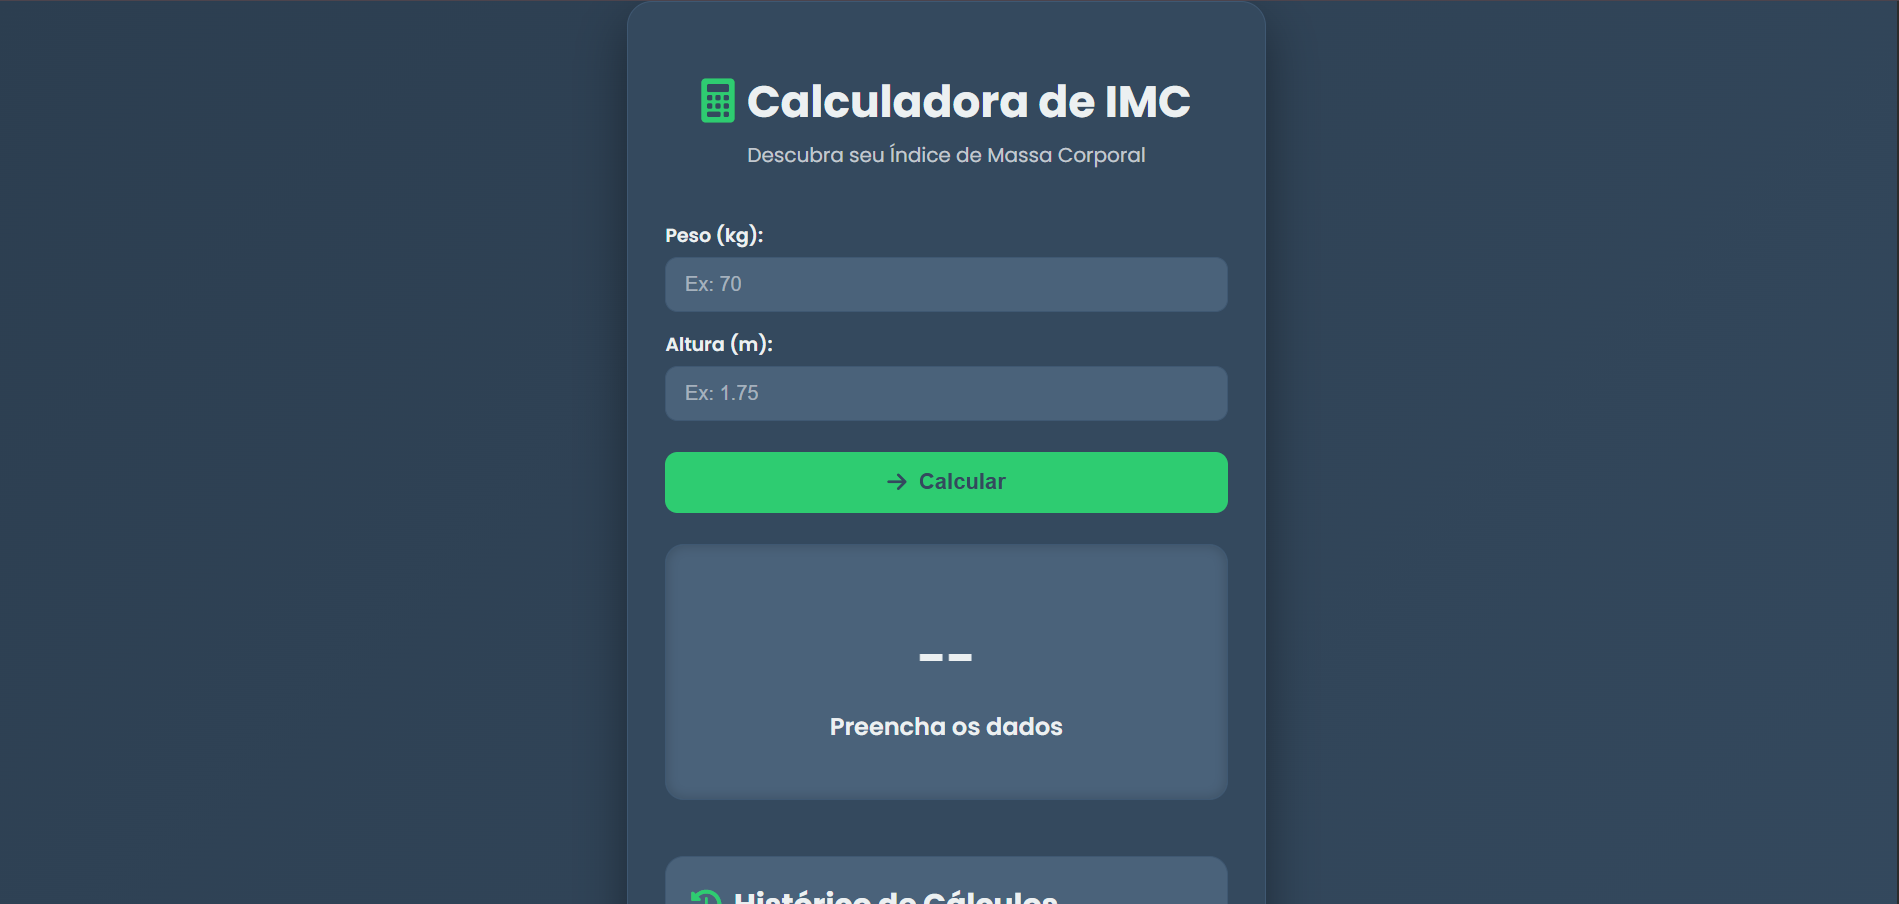 Calculadora de IMC
Descubra seu Índice de Massa Corporal
Peso (kg):
Ex: 70
Altura (m):
Ex: 1.75
→ Calcular
--
Preencha os dados
Histórico de Cálculos